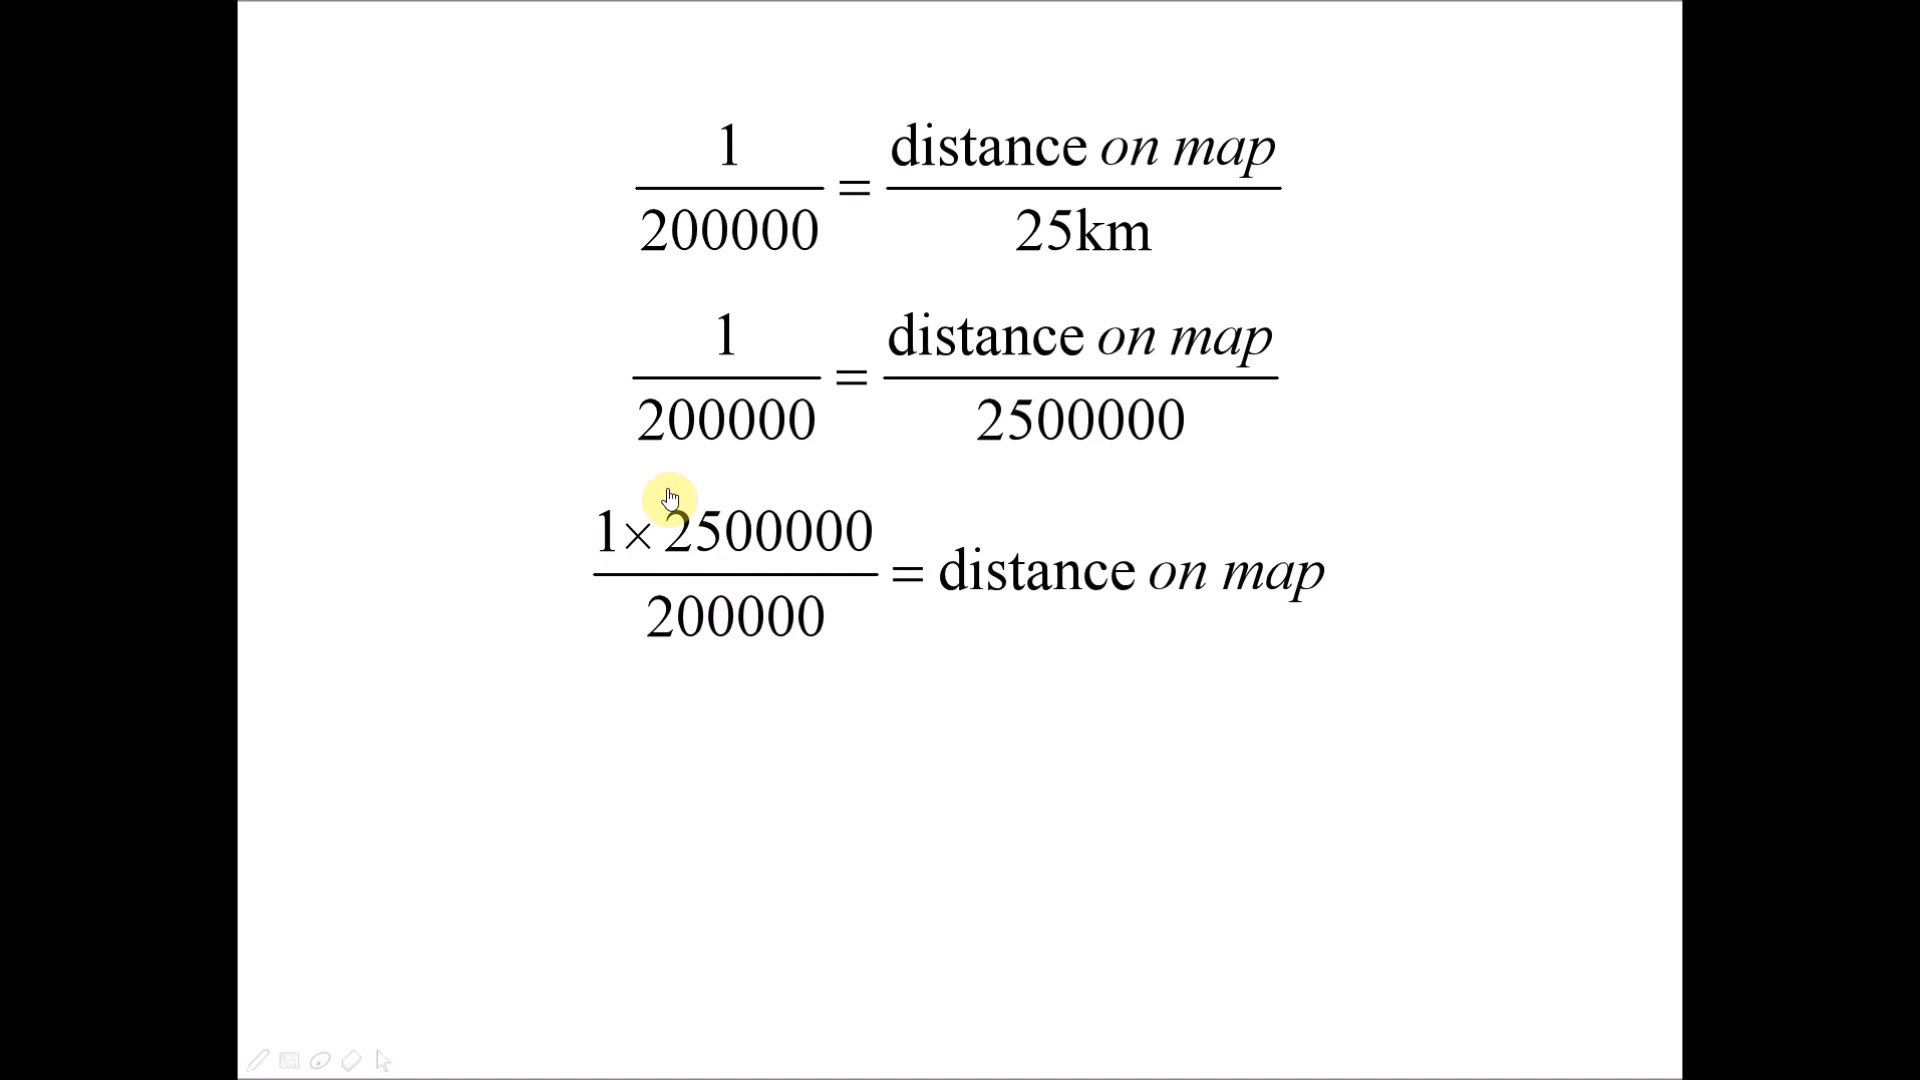 1/200000 = distance on map/25km
1/200000 = distance on map/2500000
1×2500000/200000 = distance on map